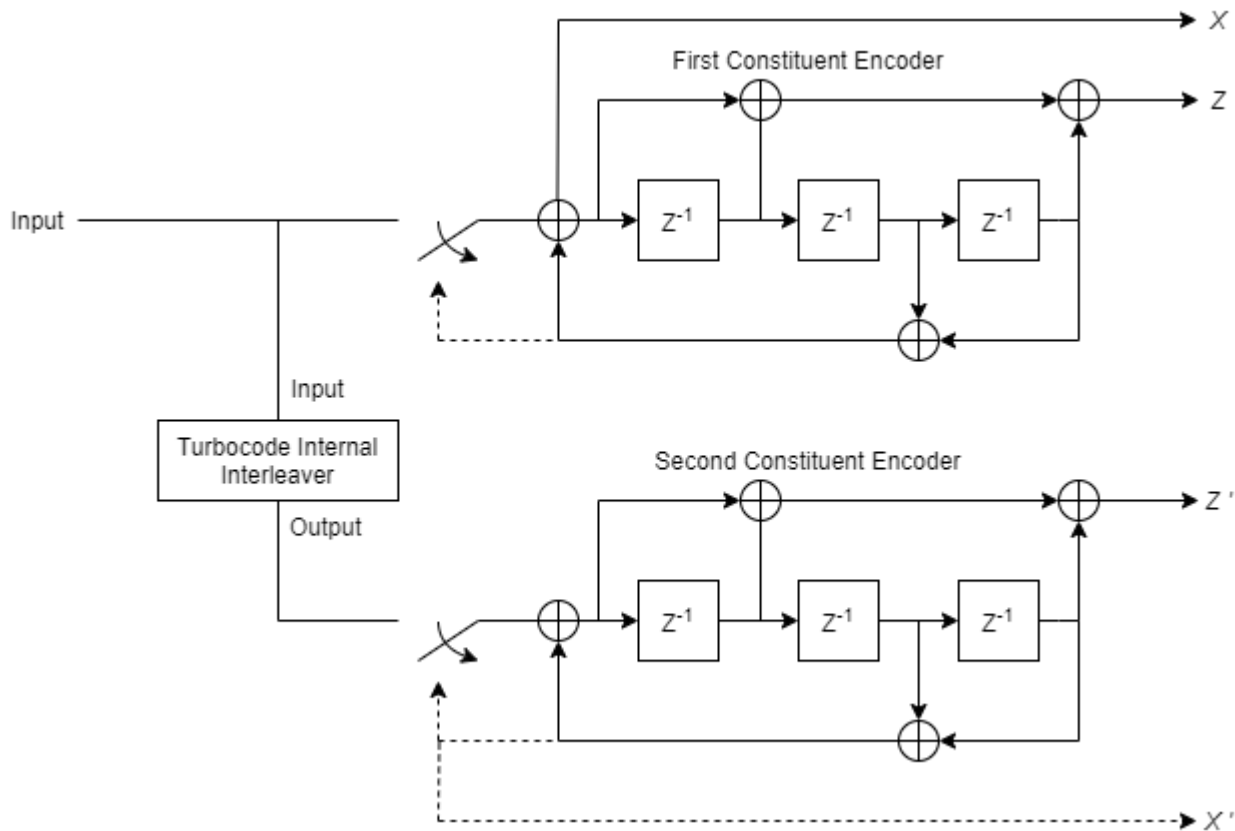 X
First Constituent Encoder
Z
Input
Z-1
Z-1
Z-1
Input
Turbocode Internal
Interleaver
Output
Second Constituent Encoder
Z '
Z-1
Z-1
Z-1
X '